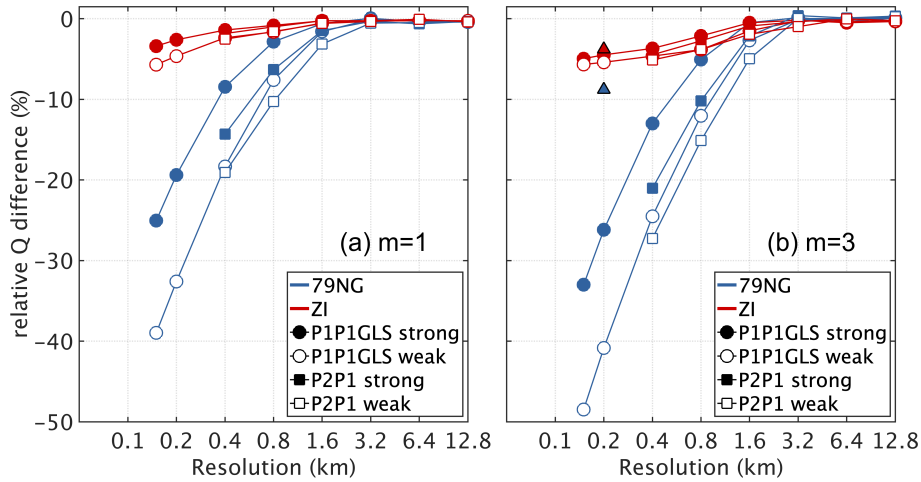 relative Q difference (%)
0
-10
-20
-30
-40
-50
(a) m=1
79NG
ZI
P1P1GLS strong
P1P1GLS weak
P2P1 strong
P2P1 weak
0.1 0.2 0.4 0.8 1.6 3.2 6.4 12.8
Resolution (km)
(b) m=3
79NG
ZI
P1P1GLS strong
P1P1GLS weak
P2P1 strong
P2P1 weak
0.1 0.2 0.4 0.8 1.6 3.2 6.4 12.8
Resolution (km)